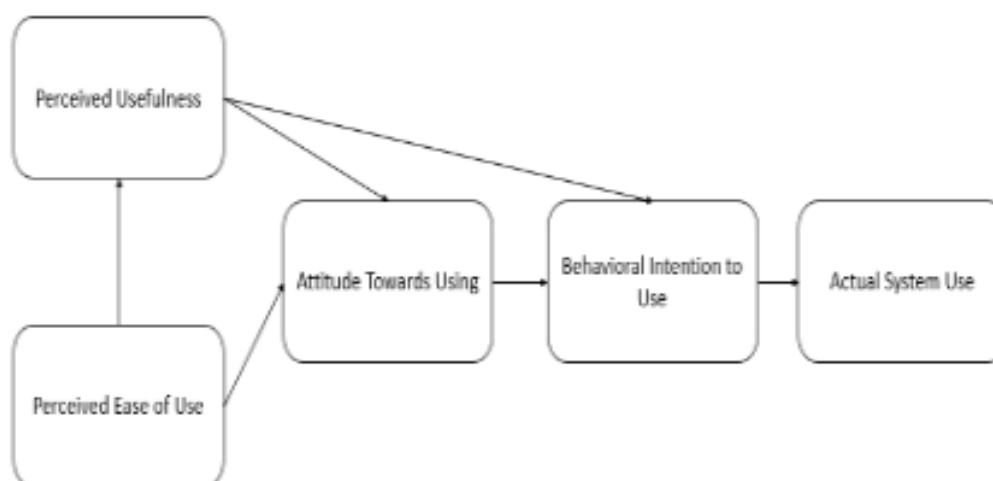 Perceived Usefulness
Attitude Towards Using
Behavioral Intention to
Use
Actual System Use
Perceived Ease of Use